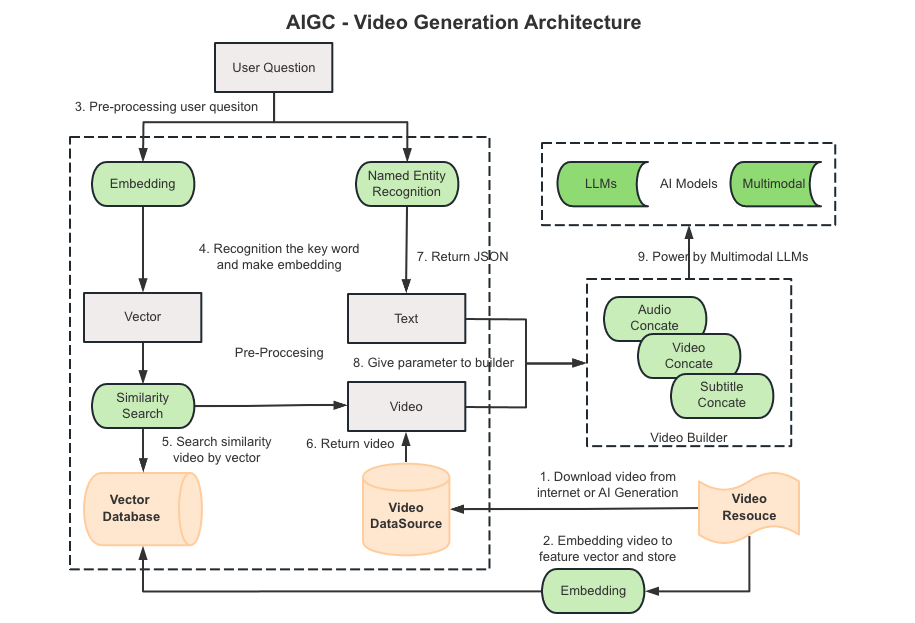 AIGC - Video Generation Architecture
User Question
3. Pre-processing user quesiton
Embedding
Named Entity
Recognition
LLMs
AI Models
Multimodal
4. Recognition the key word
and make embedding
7. Return JSON
9. Power by Multimodal LLMs
Vector
Text
Audio
Concate
Video
Concate
Subtitle
Concate
Video Builder
Pre-Proccesing
8. Give parameter to builder
Similarity
Search
Video
5. Search similarity
video by vector
6. Return video
Vector
Database
Video
DataSource
1. Download video from
internet or AI Generation
Video
Resouce
2. Embedding video to
feature vector and store
Embedding